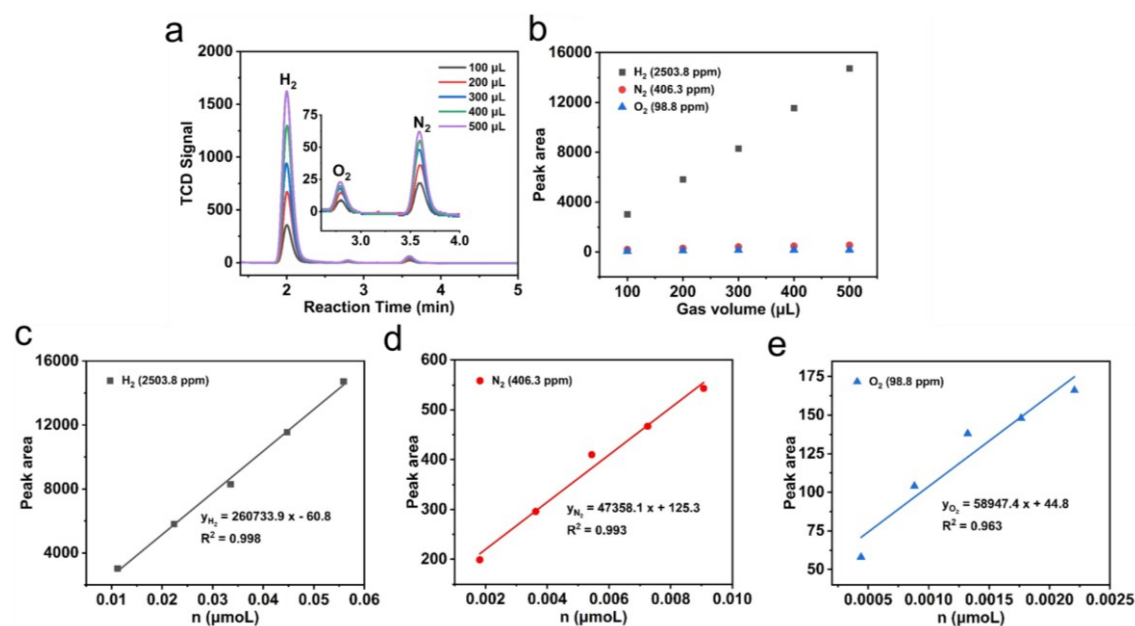 a
2000
1500
1000
500
0
TCD Signal
2
3
4
5
Reaction Time (min)
H2
100 µL
200 µL
300 µL
400 µL
500 µL
75
50
25
0
3.0
3.5
4.0
O2
N2
b
16000
12000
8000
4000
0
Peak area
100
200
300
400
500
Gas volume (µL)
H2 (2503.8 ppm)
N2 (406.3 ppm)
O2 (98.8 ppm)
c
16000
12000
8000
4000
Peak area
0.01
0.02
0.03
0.04
0.05
0.06
n (µmoL)
H2 (2503.8 ppm)
yH2 = 260733.9 x - 60.8
R2 = 0.998
d
600
500
400
300
200
Peak area
0.002
0.004
0.006
0.008
0.010
n (µmoL)
N2 (406.3 ppm)
yN2 = 47358.1 x + 125.3
R2 = 0.993
e
175
150
125
100
75
50
Peak area
0.0005
0.0010
0.0015
0.0020
0.0025
n (µmoL)
O2 (98.8 ppm)
yO2 = 58947.4 x + 44.8
R2 = 0.963